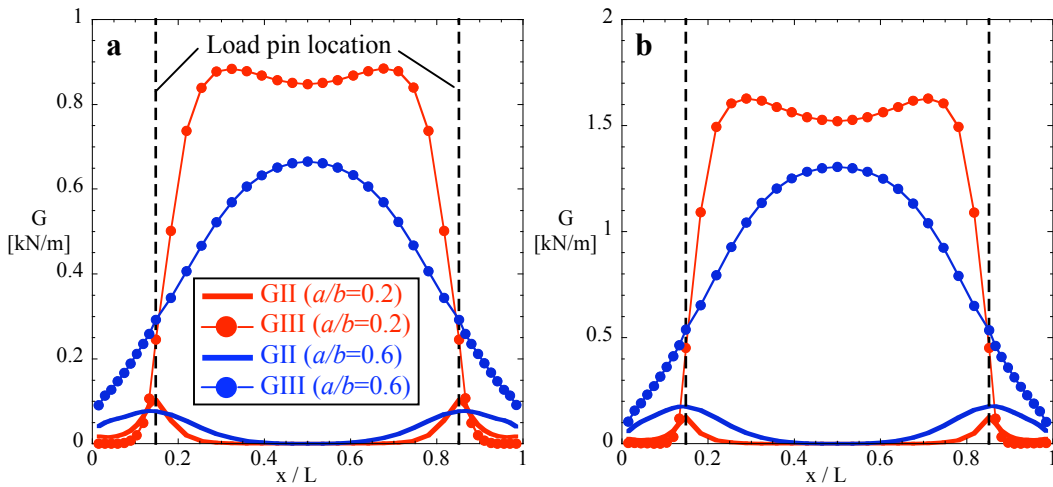 a
Load pin location
1
0.8
0.6
G
[kN/m]
0.4
0.2
0
GII (a/b=0.2)
GIII (a/b=0.2)
GII (a/b=0.6)
GIII (a/b=0.6)
0 0.2 0.4 0.6 0.8 1
x / L
b
2
1.5
G
[kN/m]
1
0.5
0
0 0.2 0.4 0.6 0.8 1
x / L